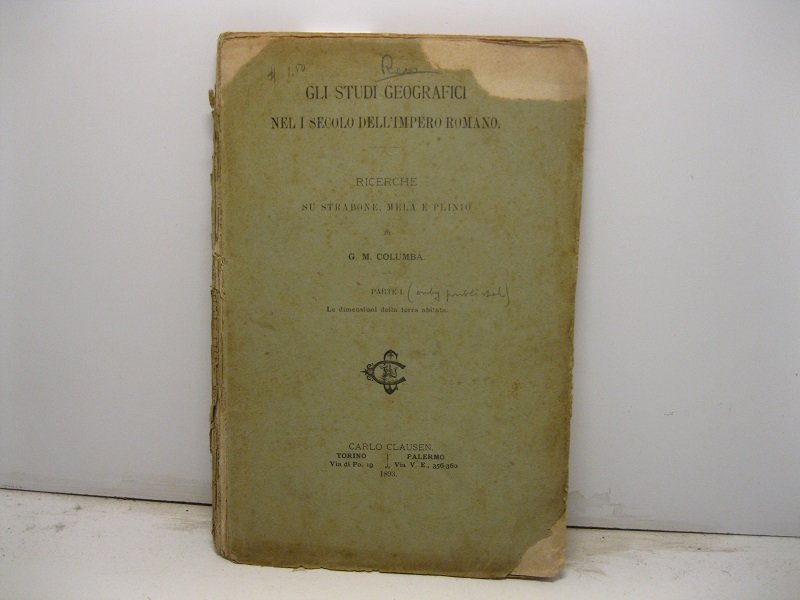 GLI STUDI GEOGRAFICI
NEL I SECOLO DELL'IMPERO ROMANO.
RICERCHE
SU STRABONE, MELA E PLINIO
DI
G. M. COLUMBA.
PARTE I. (only published)
Le dimensioni della terra abitata.
CARLO CLAUSEN.
TORINO
Via di Po, 19
PALERMO
Via V. E., 356-360
1893.